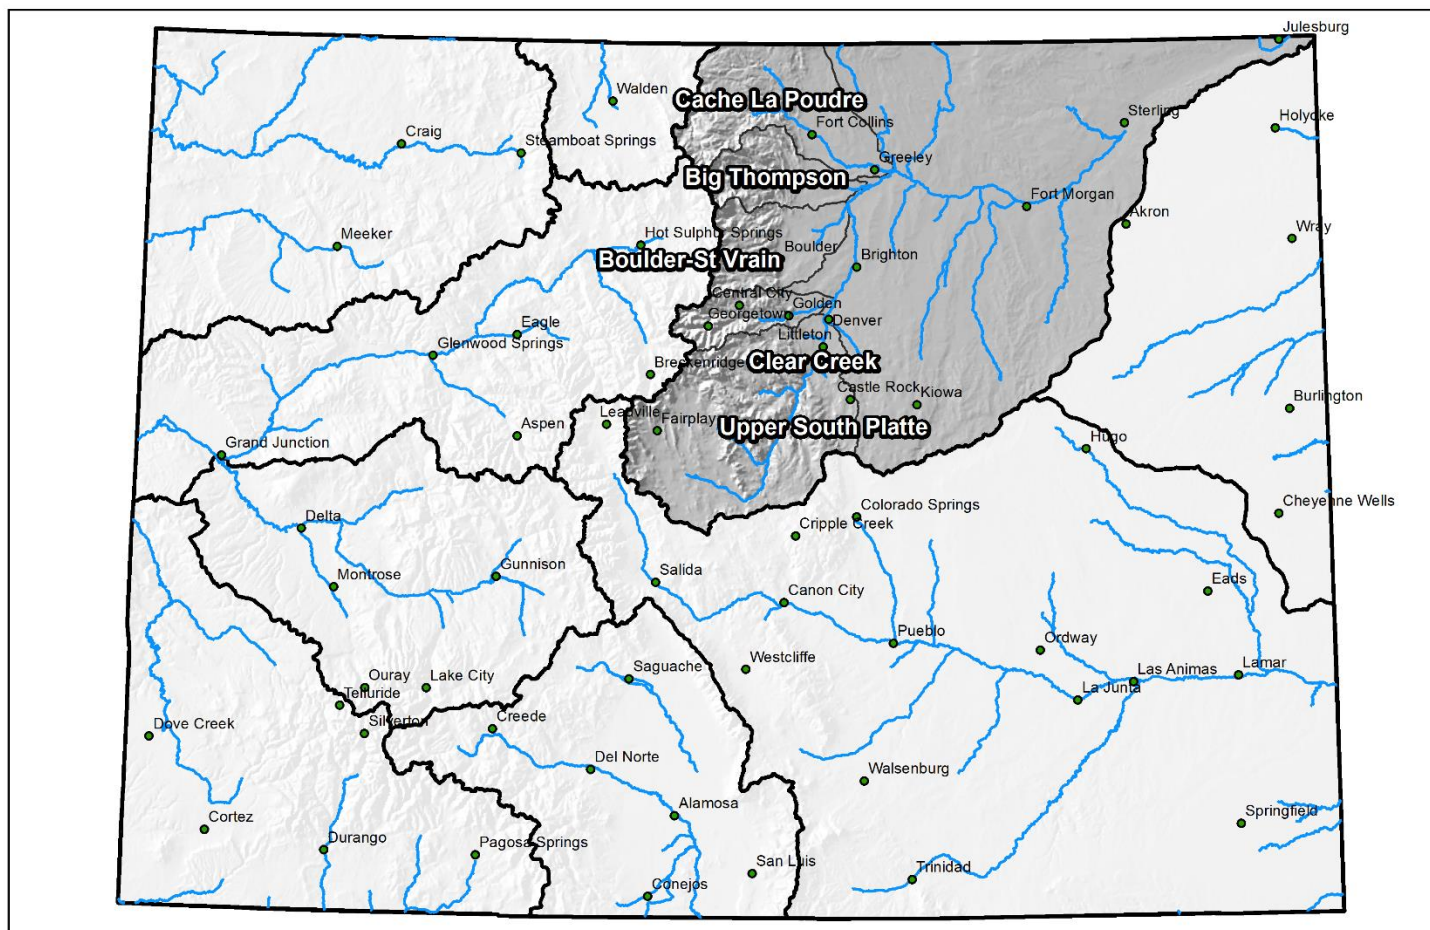 Julesburg
Walden
Cache La Poudre
Sterling
Holyoke
Craig
Fort Collins
Steamboat Springs
Greeley
Big Thompson
Fort Morgan
Akron
Wray
Meeker
Hot Sulphur Springs
Boulder
Brighton
Boulder-St Vrain
Central City
Golden
Georgetown
Denver
Eagle
Littleton
Glenwood Springs
Clear Creek
Breckenridge
Castle Rock
Kiowa
Burlington
Leadville
Fairplay
Aspen
Upper South Platte
Hugo
Grand Junction
Cheyenne Wells
Colorado Springs
Delta
Cripple Creek
Montrose
Gunnison
Salida
Eads
Canon City
Pueblo
Ordway
Westcliffe
Saguache
Las Animas
Lamar
Ouray
Lake City
La Junta
Telluride
Dove Creek
Silverton
Creede
Del Norte
Walsenburg
Alamosa
Cortez
Springfield
Durango
Pagosa Springs
San Luis
Trinidad
Conejos